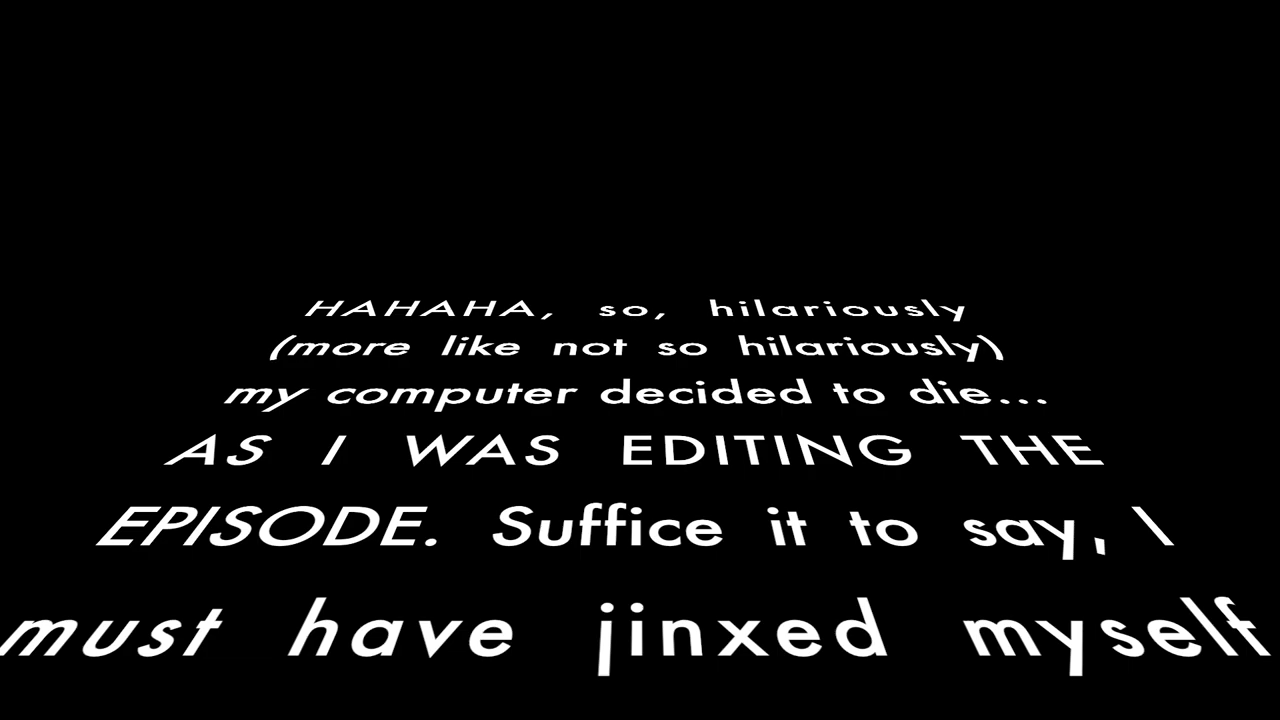 HAHAHA, so, hilariously
(more like not so hilariously)
my computer decided to die...
AS I WAS EDITING THE
EPISODE. Suffice it to say, I
must have jinxed myself